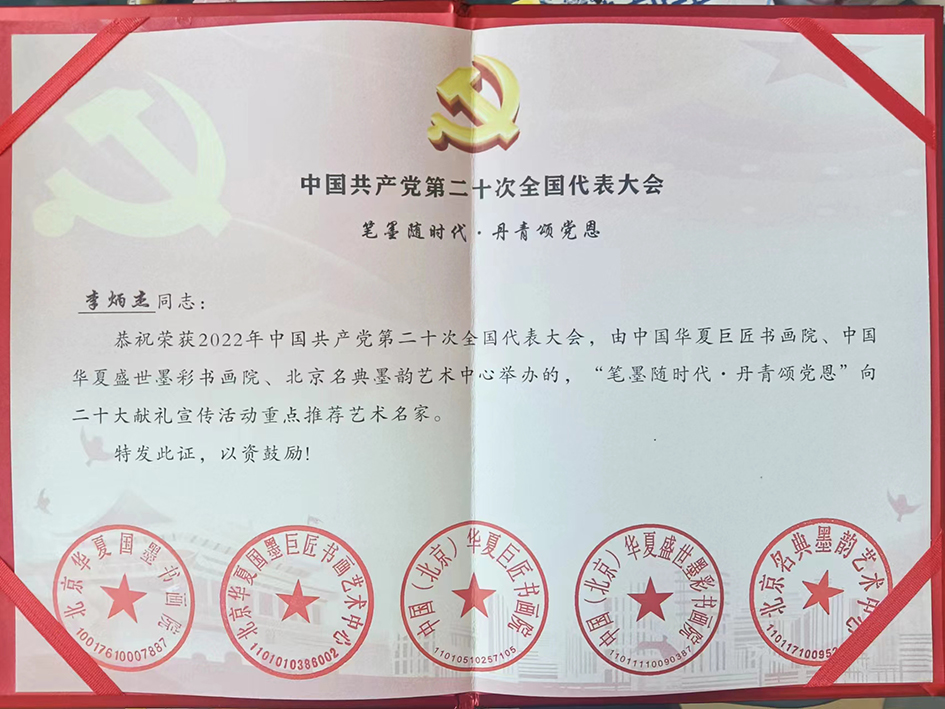 中国共产党第二十次全国代表大会
笔墨随时代·丹青颂党恩
李炳杰同志：
恭祝荣获2022年中国共产党第二十次全国代表大会，由中国华夏巨匠书画院、中国
华夏盛世墨彩书画院、北京名典墨韵艺术中心举办的，“笔墨随时代·丹青颂党恩”向
二十大献礼宣传活动重点推荐艺术名家。
特发此证，以资鼓励!
北京华夏国墨书画院
10017610007887
北京华夏国墨巨匠书画艺术中心
1101010386002
中国（北京）华夏巨匠书画院
11010510257105
中国（北京）华夏盛世墨彩书画院
11011110090387
北京名典墨韵艺术中心